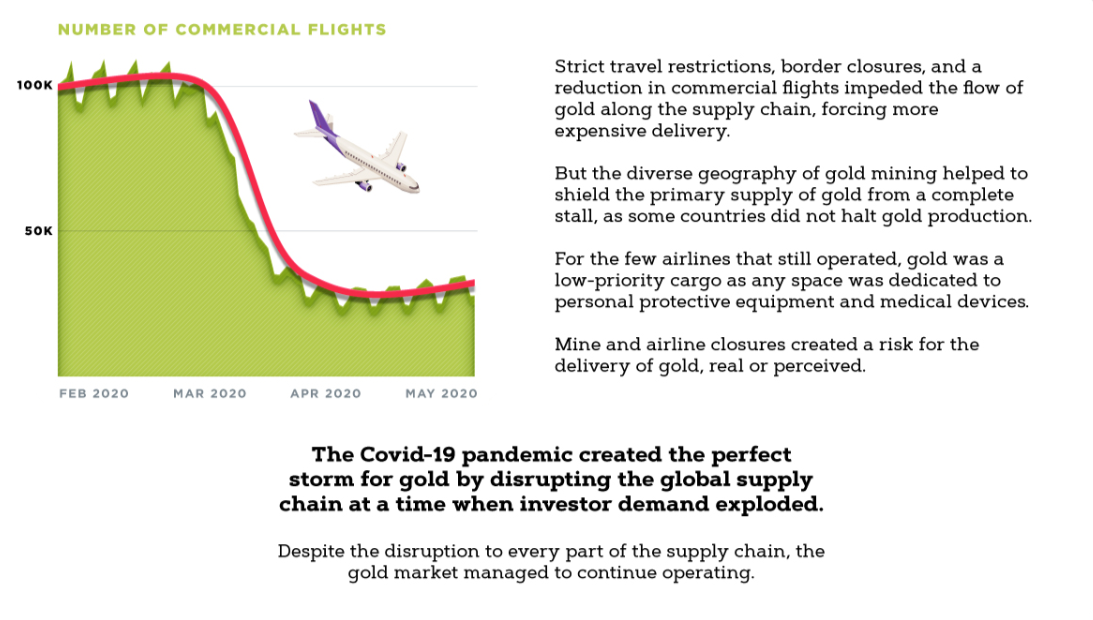 NUMBER OF COMMERCIAL FLIGHTS
100K
50K
FEB 2020
MAR 2020
APR 2020
MAY 2020
Strict travel restrictions, border closures, and a
reduction in commercial flights impeded the flow of
gold along the supply chain, forcing more
expensive delivery.
But the diverse geography of gold mining helped to
shield the primary supply of gold from a complete
stall, as some countries did not halt gold production.
For the few airlines that still operated, gold was a
low-priority cargo as any space was dedicated to
personal protective equipment and medical devices.
Mine and airline closures created a risk for the
delivery of gold, real or perceived.
The Covid-19 pandemic created the perfect
storm for gold by disrupting the global supply
chain at a time when investor demand exploded.
Despite the disruption to every part of the supply chain, the
gold market managed to continue operating.